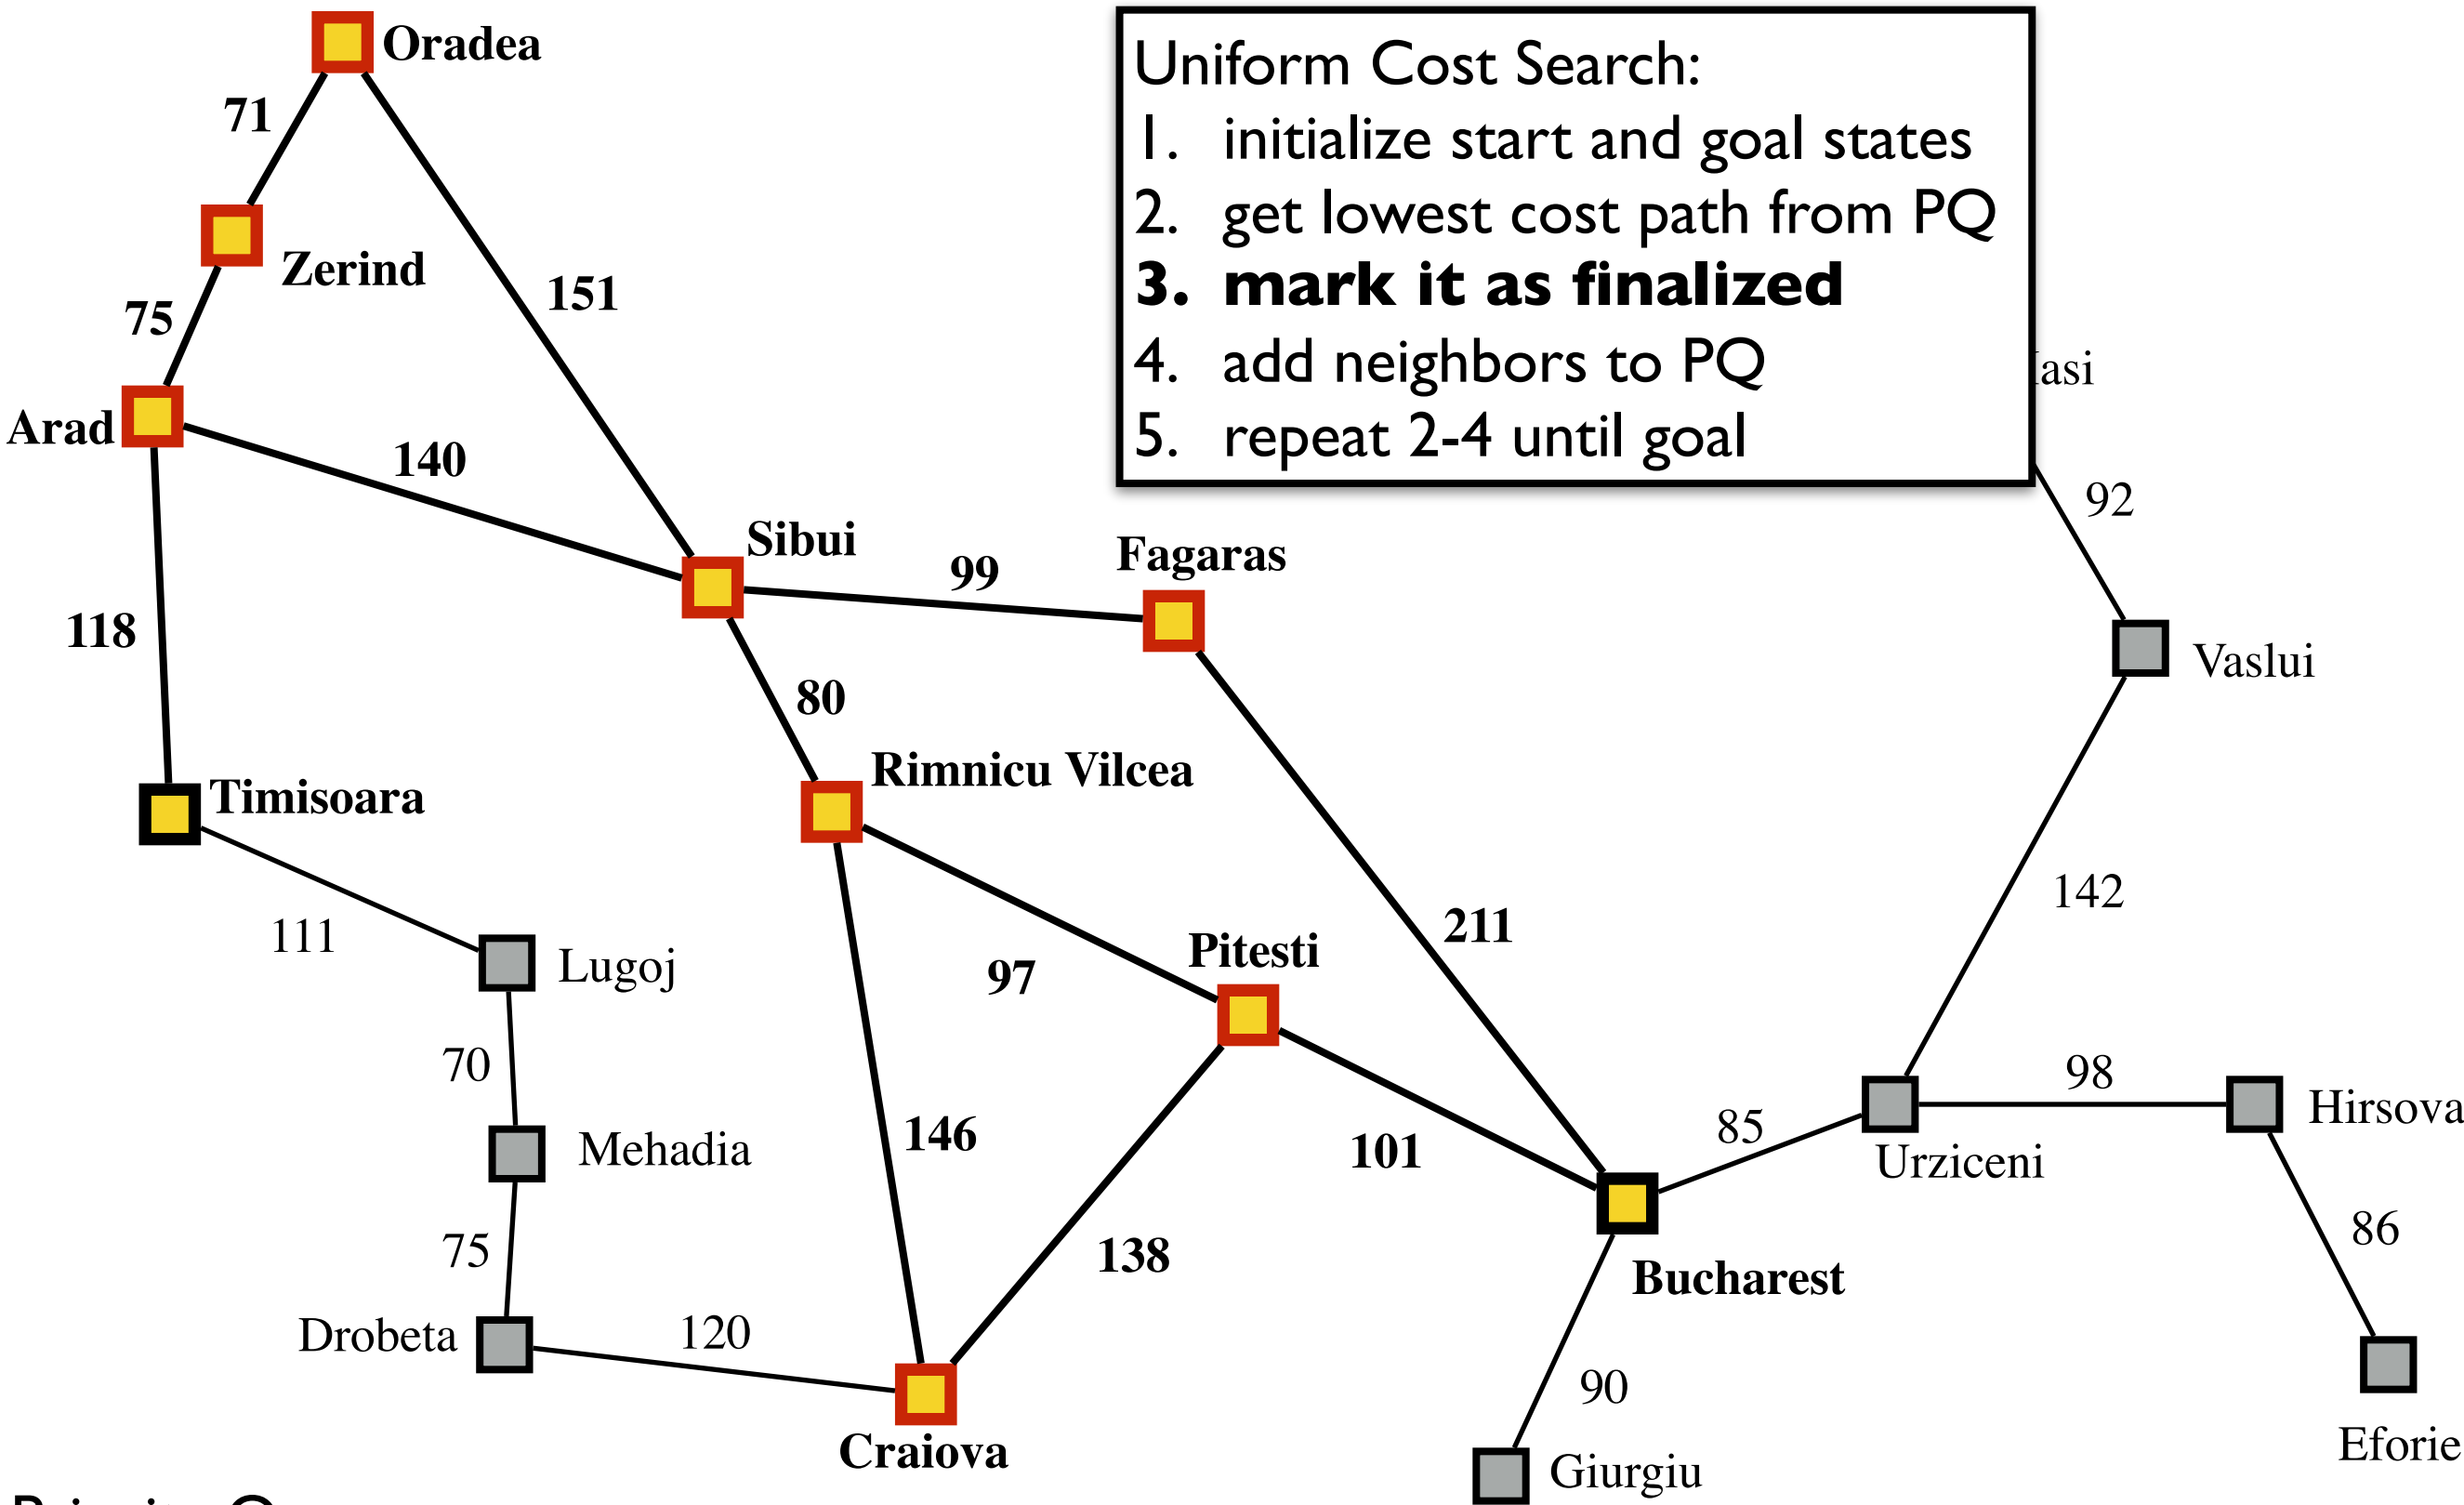 Oradea
Uniform Cost Search:
1. initialize start and goal states
2. get lowest cost path from PQ
3. mark it as finalized
4. add neighbors to PQ
5. repeat 2-4 until goal
71
Zerind
151
75
Iasi
Arad
140
92
Sibui
99
Fagaras
118
Vaslui
80
Rimnicu Vilcea
Timisoara
142
211
111
Lugoj
Pitesti
97
70
98
Hirsova
85
146
Mehadia
101
Urziceni
86
75
138
Bucharest
Drobeta
120
90
Craiova
Eforie
Giurgiu